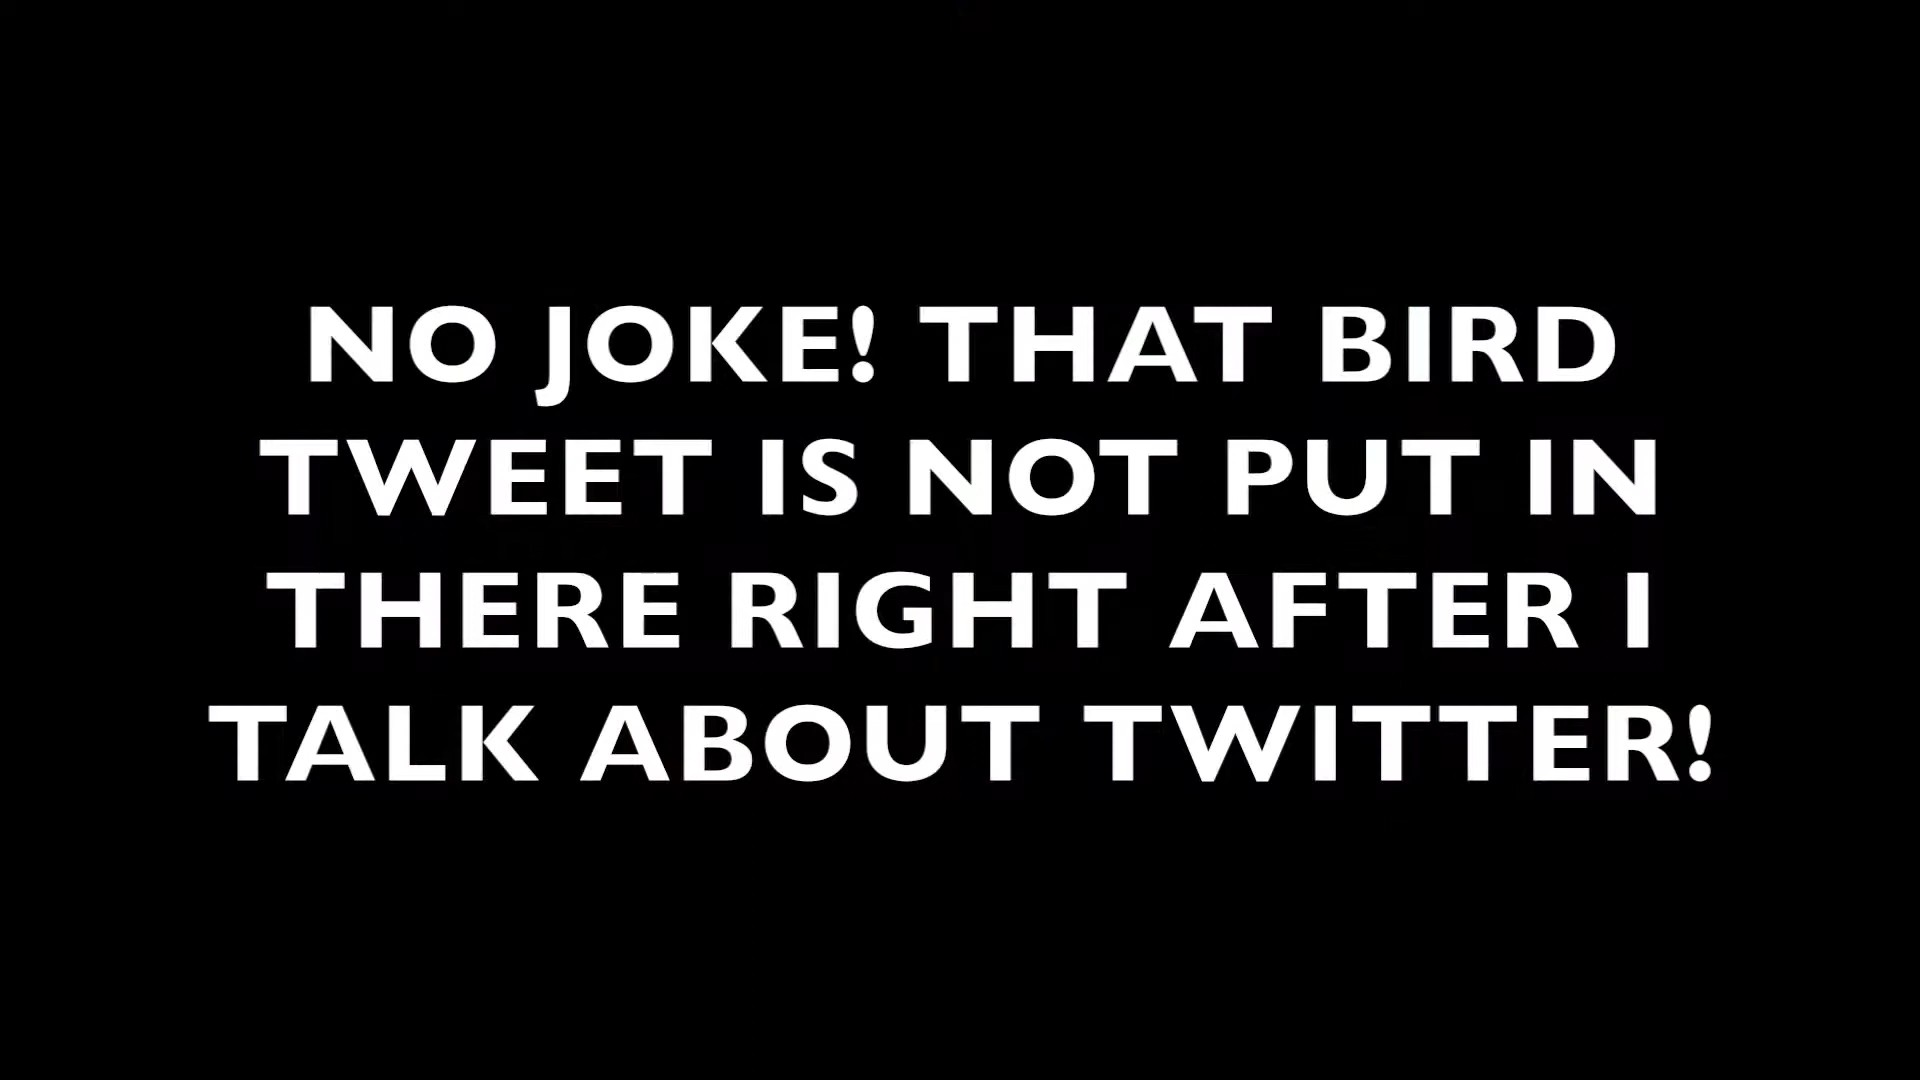 NO JOKE! THAT BIRD
TWEET IS NOT PUT IN
THERE RIGHT AFTER I
TALK ABOUT TWITTER!